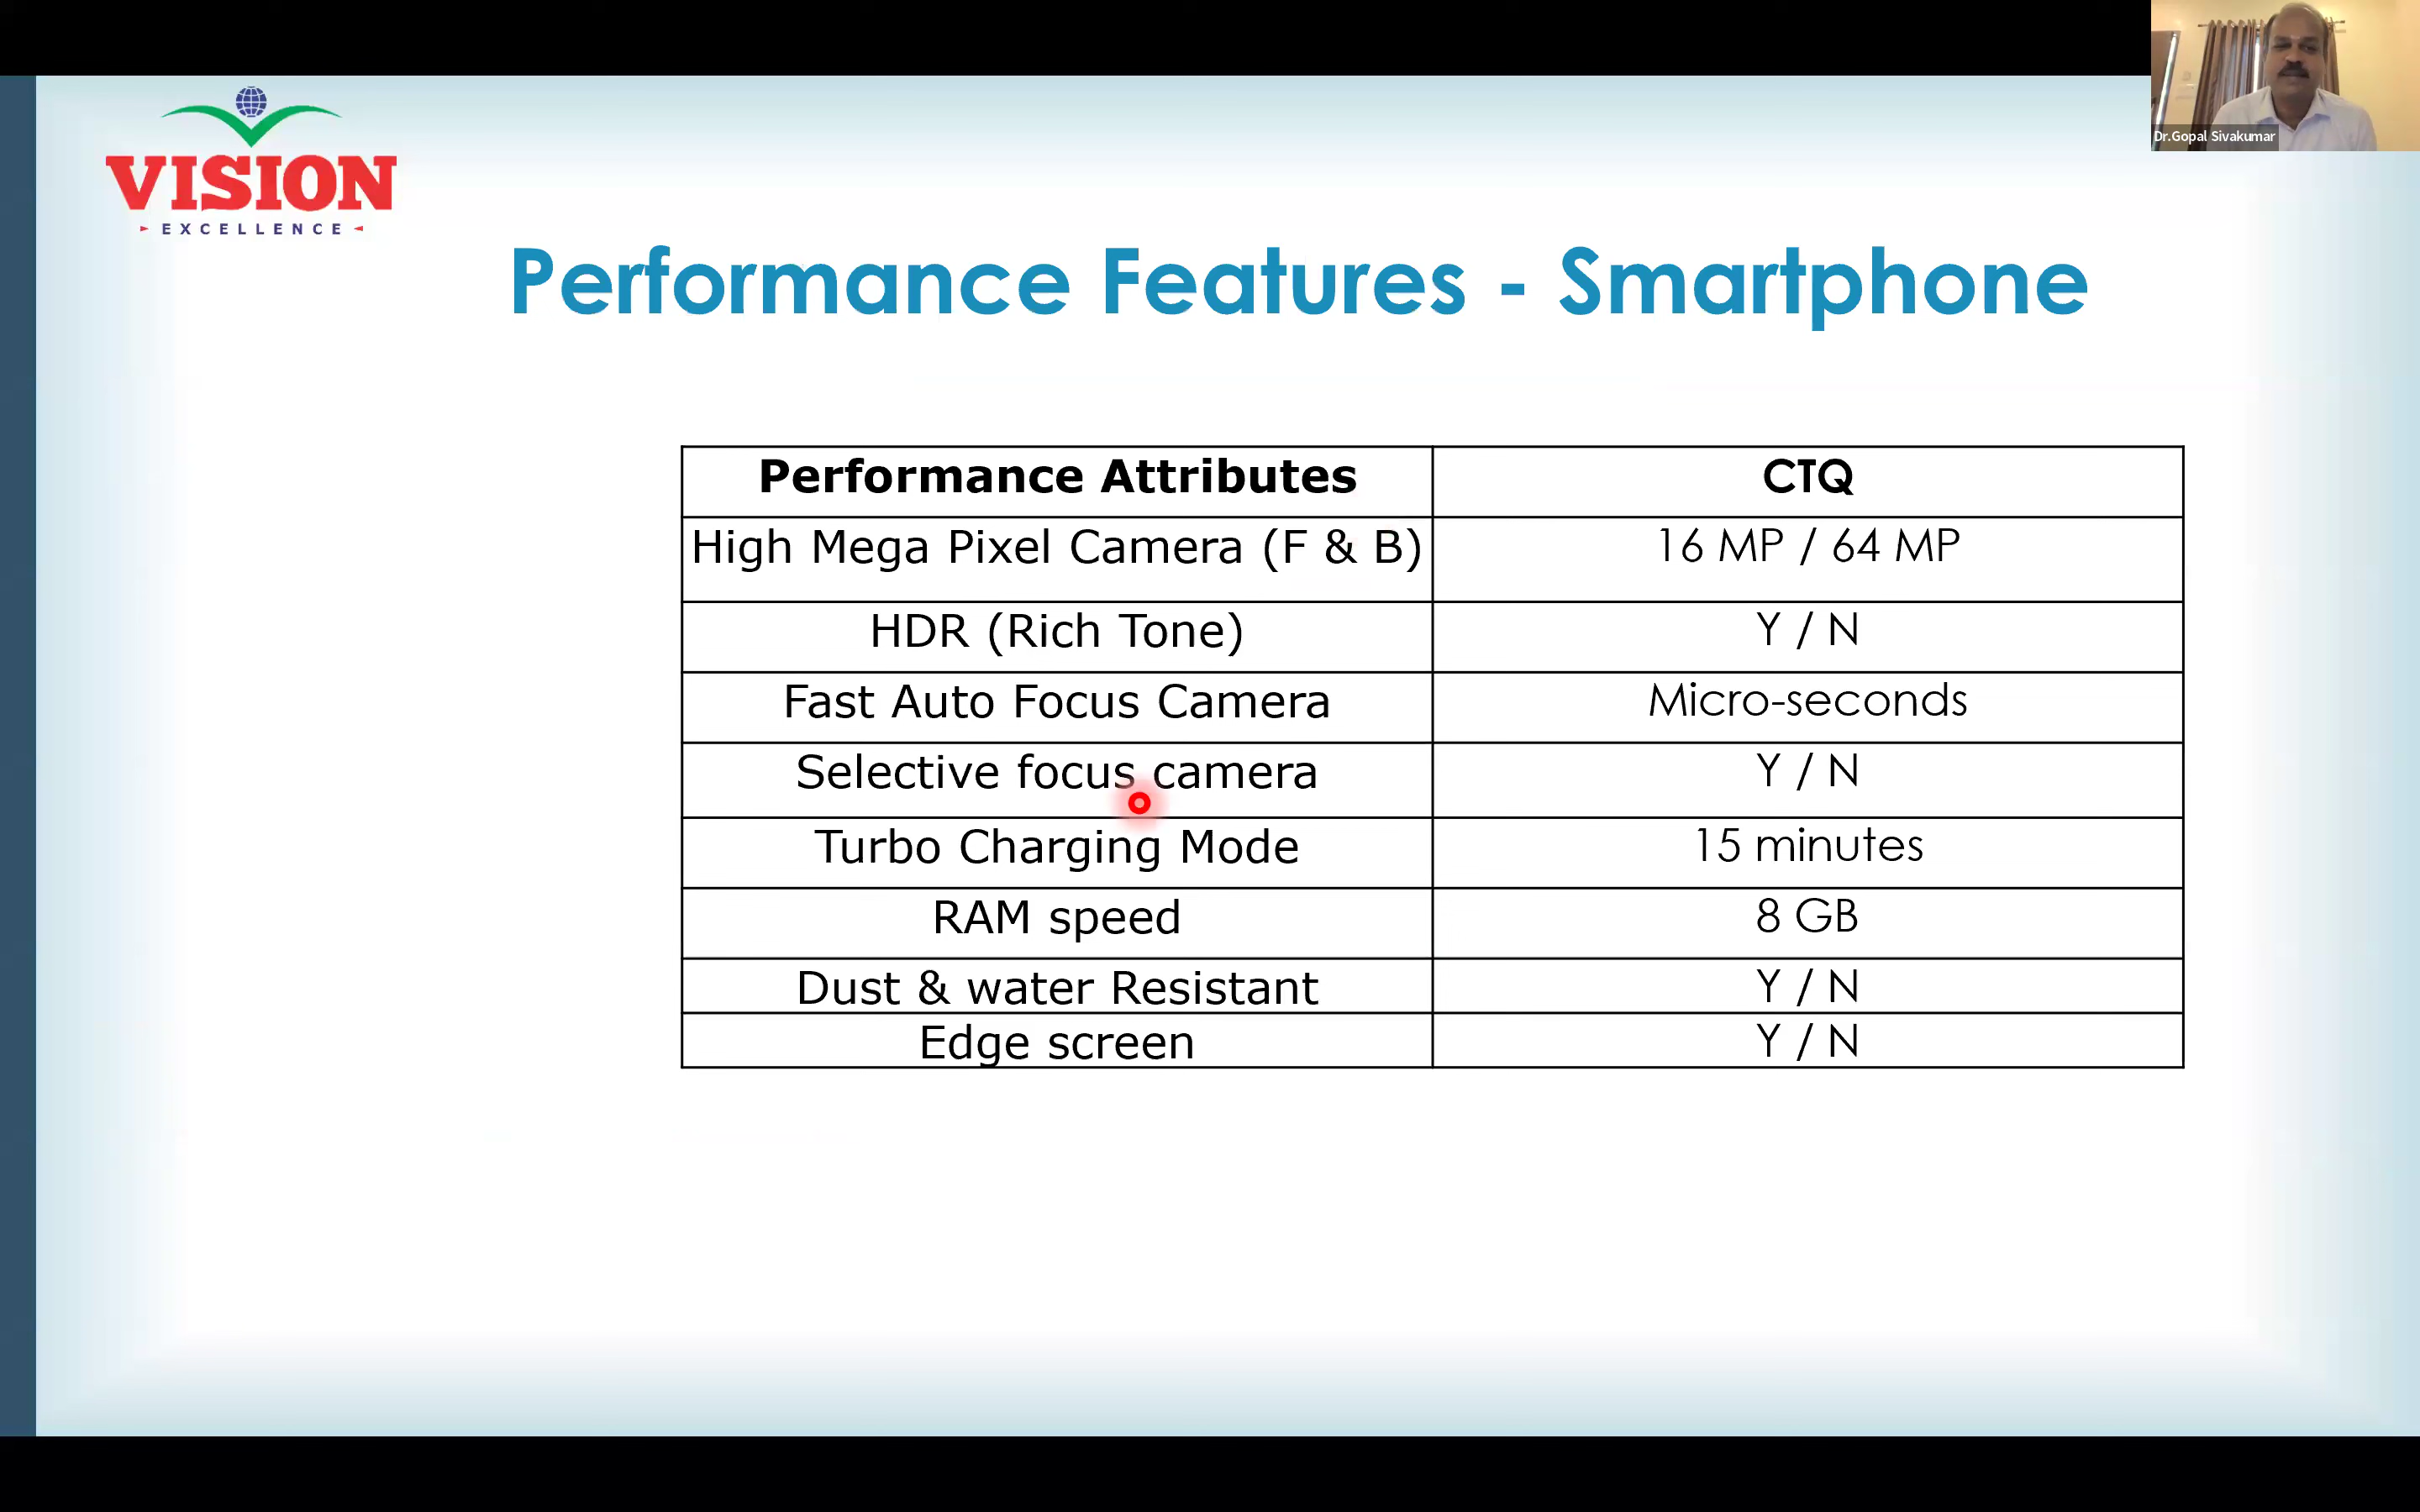 Dr.Gopal Sivakumar
VISION
EXCELLENCE
Performance Features - Smartphone
Performance Attributes CTQ
High Mega Pixel Camera (F & B) 16 MP / 64 MP
HDR (Rich Tone) Y / N
Fast Auto Focus Camera Micro-seconds
Selective focus camera Y / N
Turbo Charging Mode 15 minutes
RAM speed 8 GB
Dust & water Resistant Y / N
Edge screen Y / N